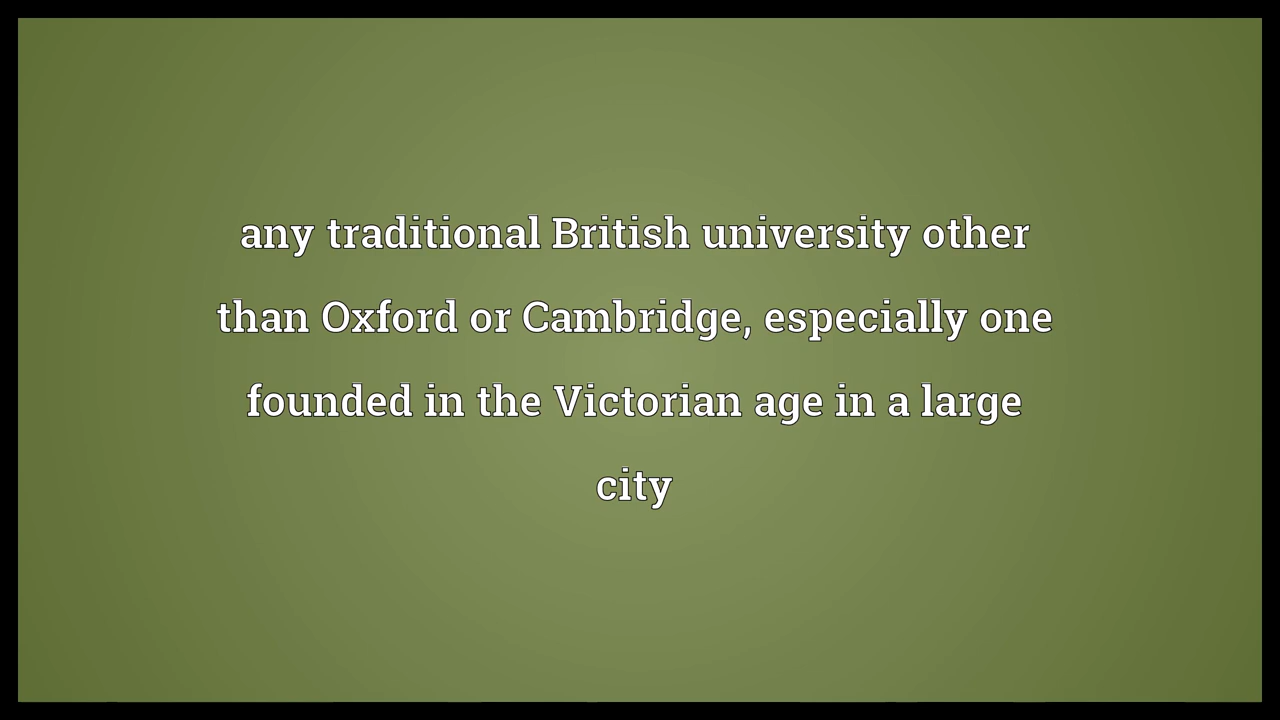 any traditional British university other
than Oxford or Cambridge, especially one
founded in the Victorian age in a large
city